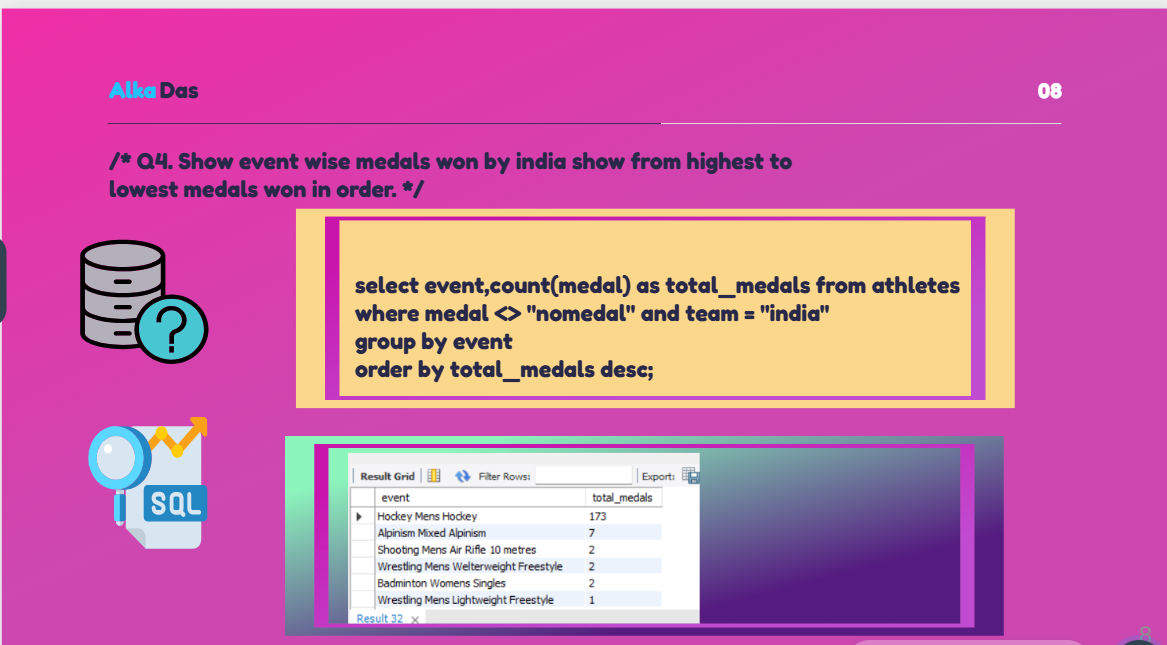 Alka Das
08
/* Q4. Show event wise medals won by india show from highest to
lowest medals won in order. */
select event,count(medal) as total_medals from athletes
where medal <> "nomedal" and team = "india"
group by event
order by total_medals desc;
SQL
Result Grid Filter Rows: Export:
event total_medals
Hockey Mens Hockey 173
Alpinism Mixed Alpinism 7
Shooting Mens Air Rifle 10 metres 2
Wrestling Mens Welterweight Freestyle 2
Badminton Womens Singles 2
Wrestling Mens Lightweight Freestyle 1
Result 32